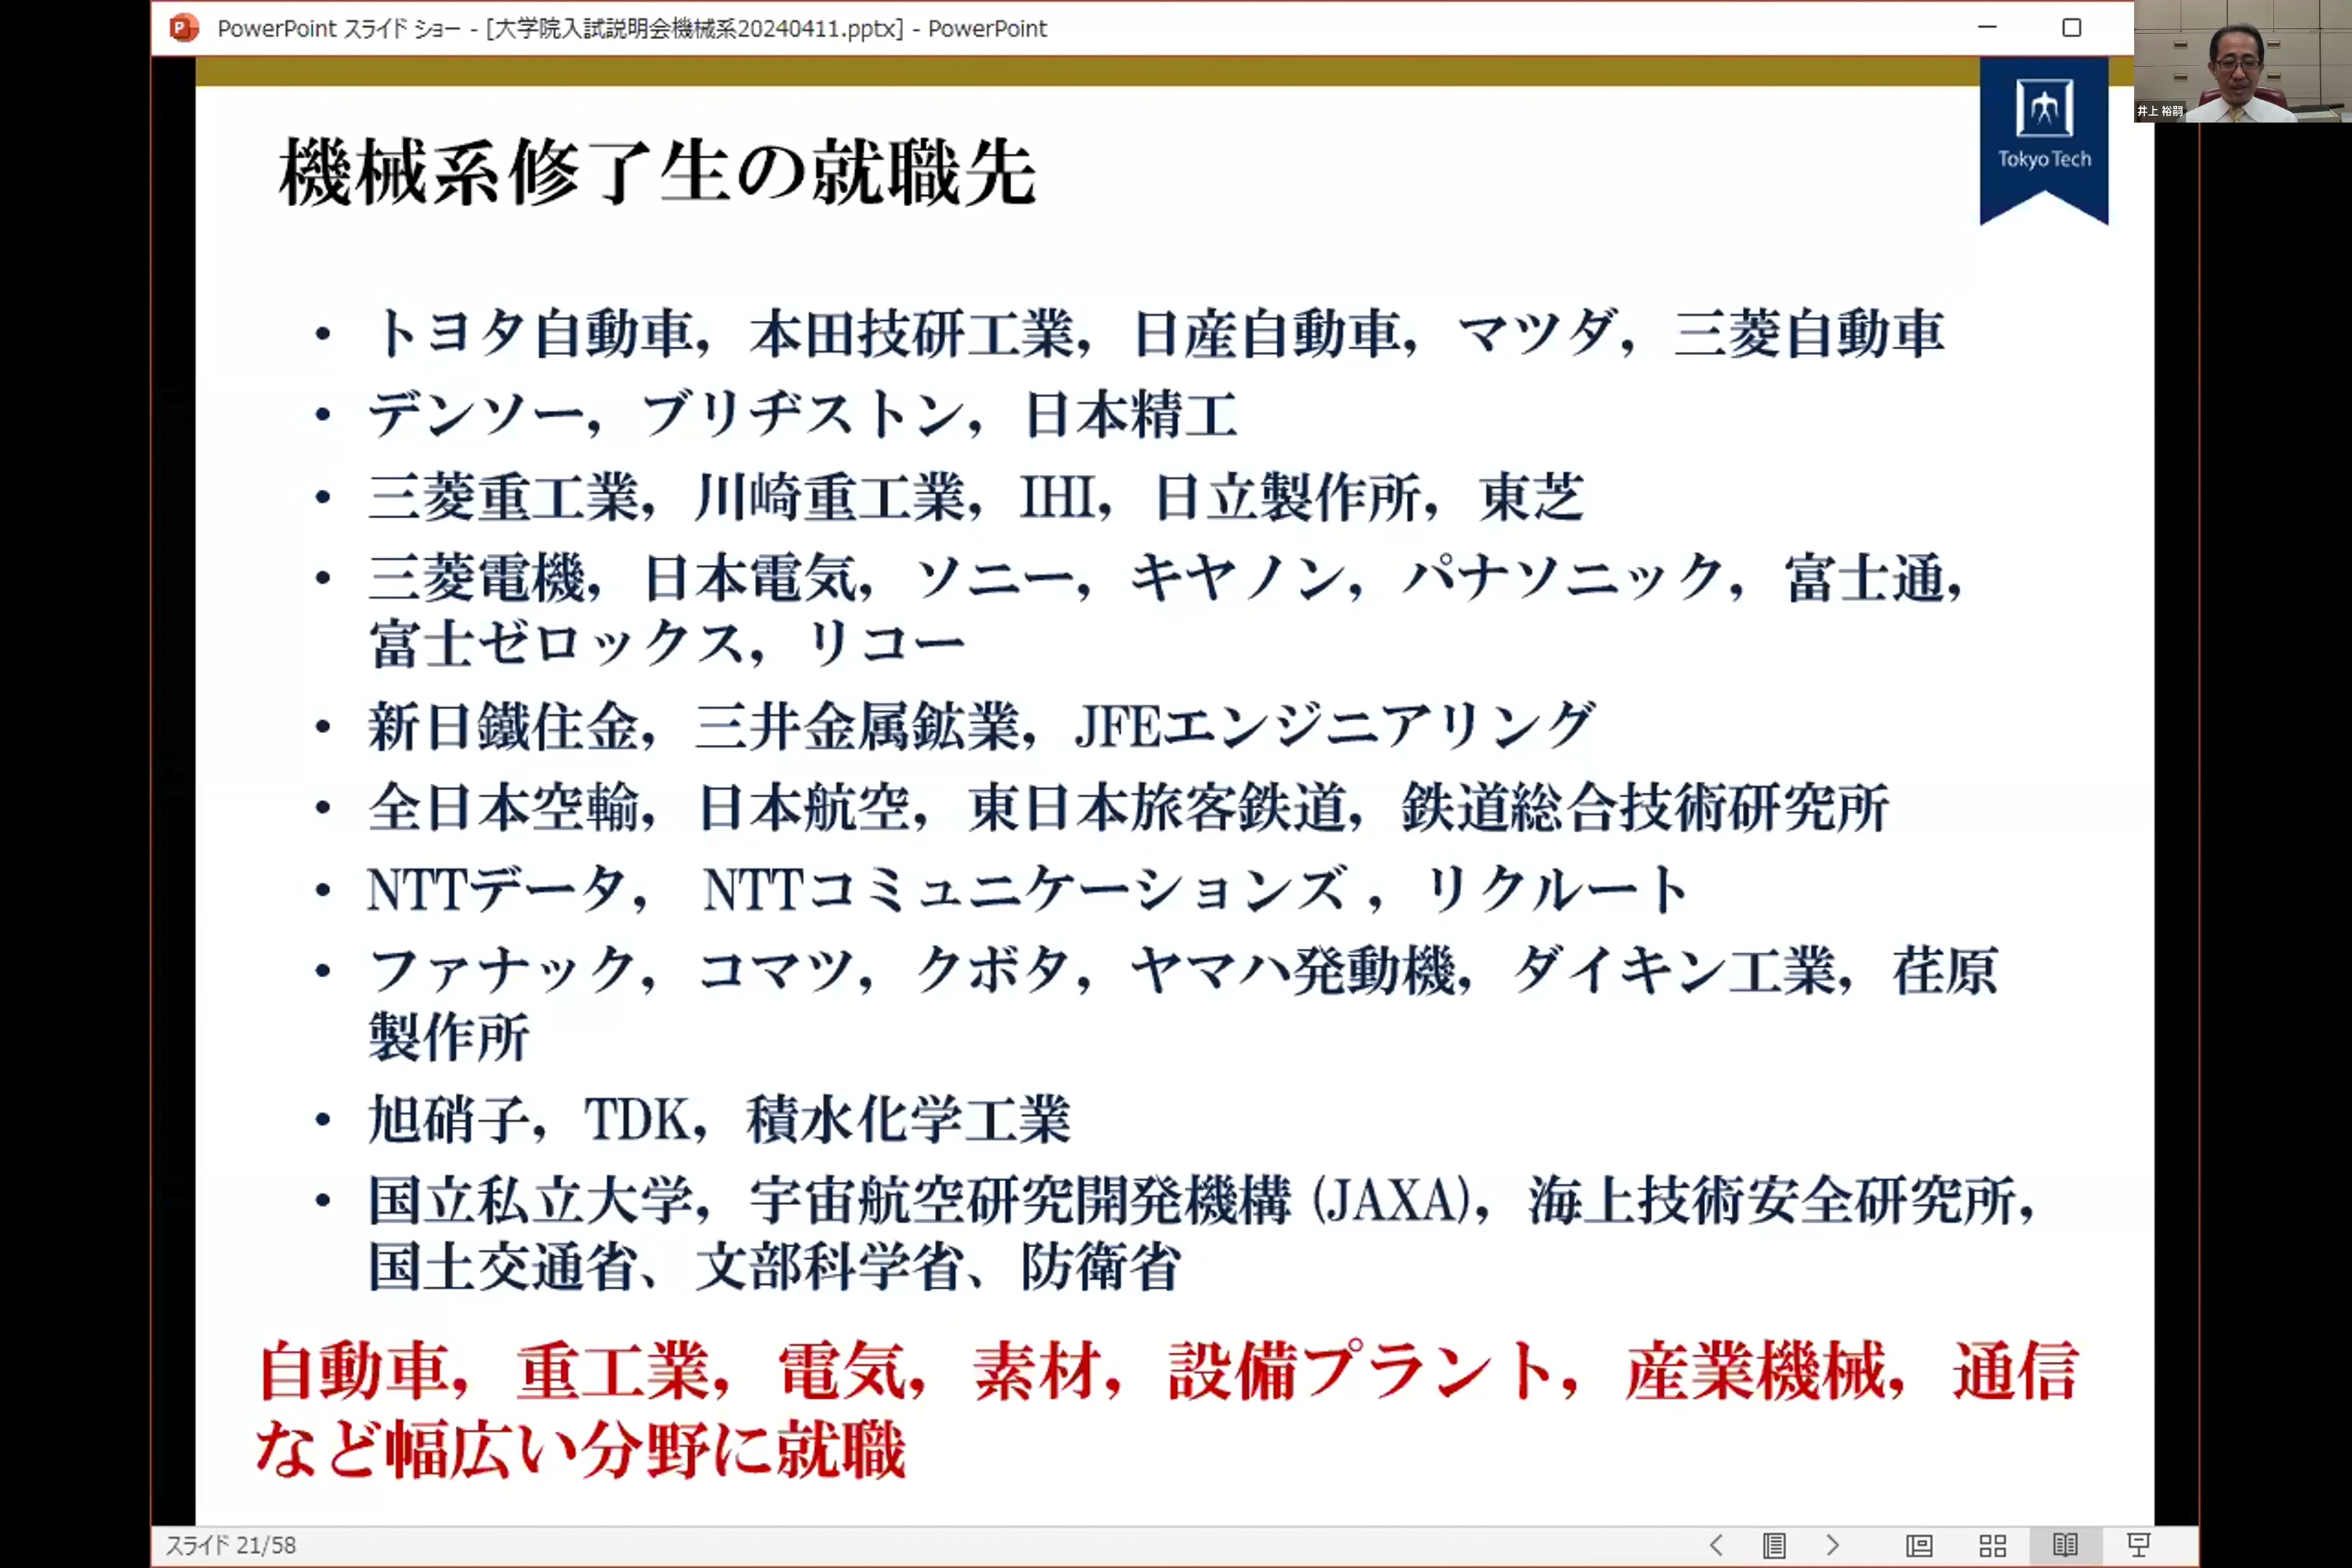 PowerPoint スライド ショー - [大学院入試説明会機械系20240411.pptx] - PowerPoint
井上 裕嗣
Tokyo Tech
機械系修了生の就職先
• トヨタ自動車，本田技研工業，日産自動車，マツダ，三菱自動車
• デンソー，ブリヂストン，日本精工
• 三菱重工業，川崎重工業，IHI，日立製作所，東芝
• 三菱電機，日本電気，ソニー，キヤノン，パナソニック，富士通，
富士ゼロックス，リコー
• 新日鐵住金，三井金属鉱業，JFEエンジニアリング
• 全日本空輸，日本航空，東日本旅客鉄道，鉄道総合技術研究所
• NTTデータ， NTTコミュニケーションズ ，リクルート
• ファナック，コマツ，クボタ，ヤマハ発動機，ダイキン工業，荏原
製作所
• 旭硝子，TDK，積水化学工業
• 国立私立大学，宇宙航空研究開発機構 (JAXA)，海上技術安全研究所，
国土交通省、文部科学省、防衛省
自動車，重工業，電気，素材，設備プラント，産業機械，通信
など幅広い分野に就職
スライド 21/58